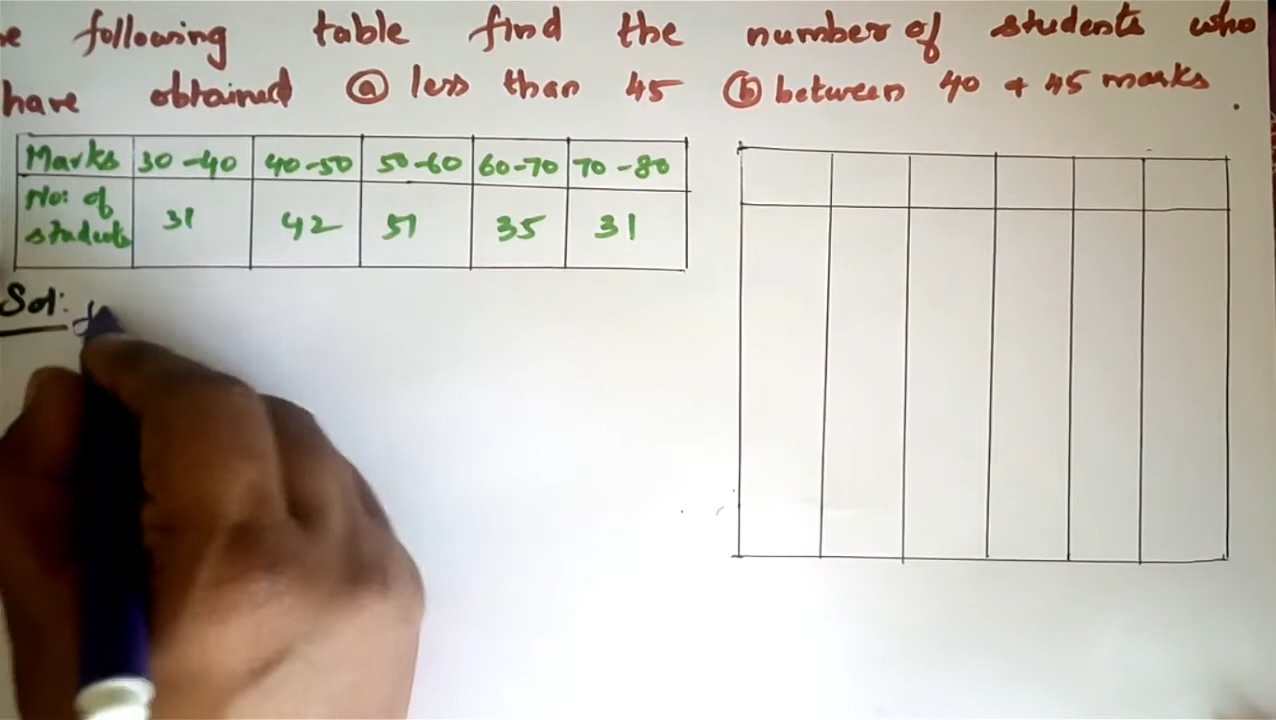 following table find the number of students who
have obtained ⓐ less than 45 ⓑ between 40 & 45 marks.
Marks 30-40 40-50 50-60 60-70 70-80
No: of students 31 42 51 35 31
Sol: